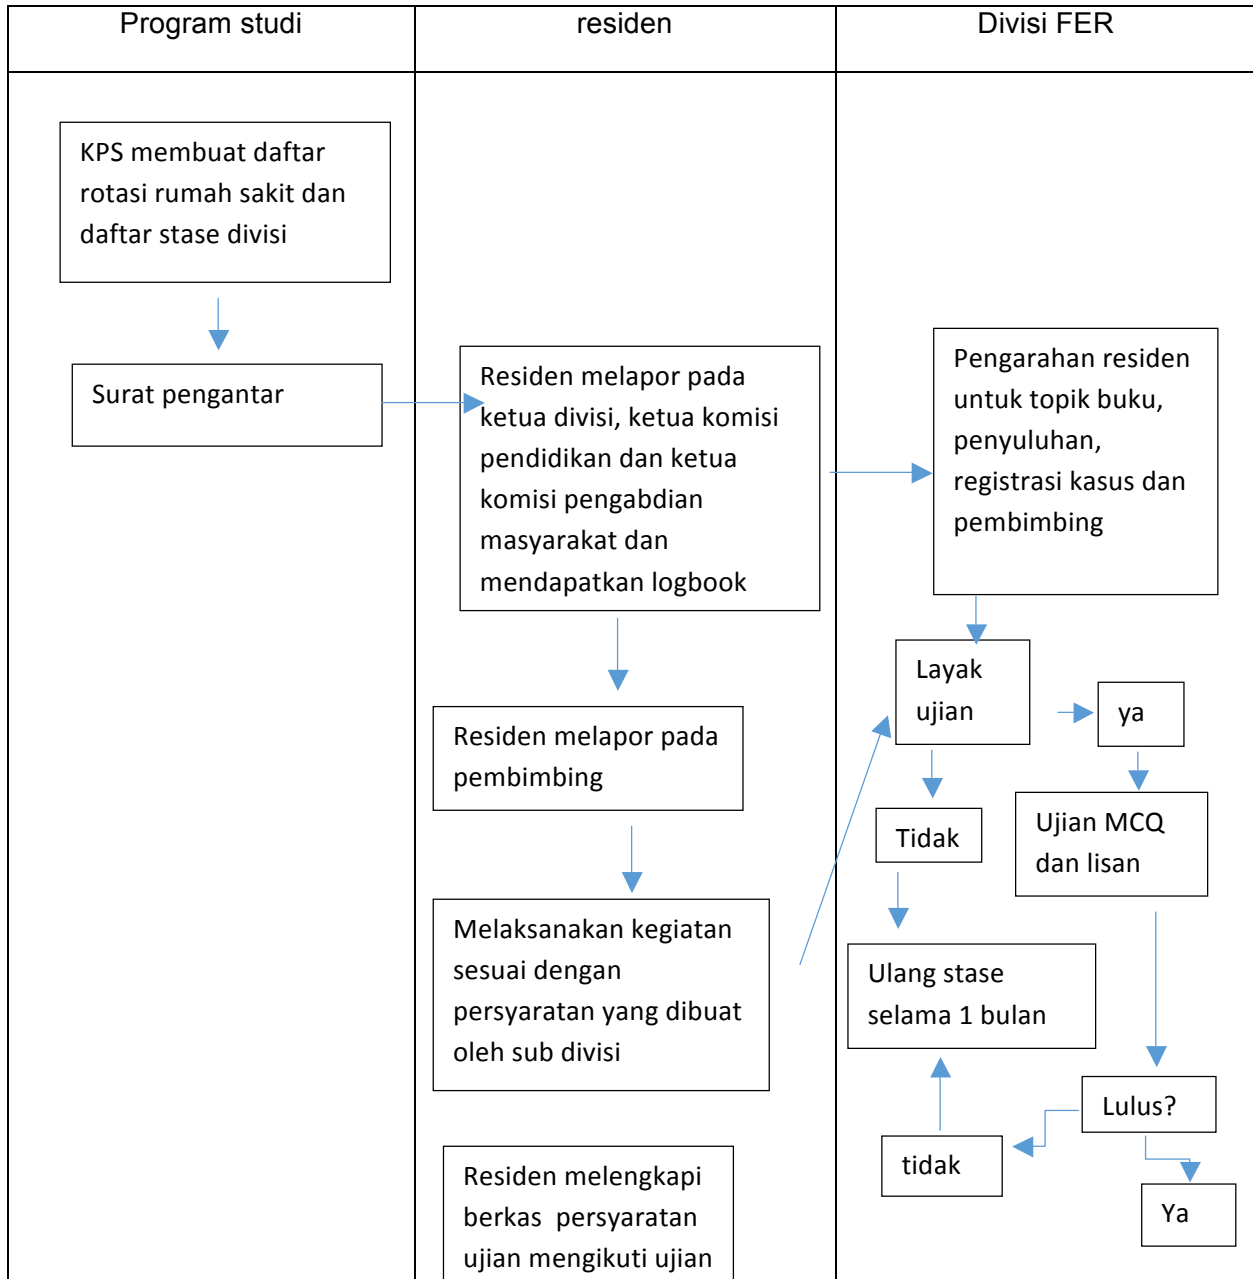 Program studi
residen
Divisi FER
KPS membuat daftar
rotasi rumah sakit dan
daftar stase divisi
Surat pengantar
Residen melapor pada
ketua divisi, ketua komisi
pendidikan dan ketua
komisi pengabdian
masyarakat dan
mendapatkan logbook
Residen melapor pada
pembimbing
Melaksanakan kegiatan
sesuai dengan
persyaratan yang dibuat
oleh sub divisi
Residen melengkapi
berkas persyaratan
ujian mengikuti ujian
Pengarahan residen
untuk topik buku,
penyuluhan,
registrasi kasus dan
pembimbing
Layak
ujian
ya
Tidak
Ujian MCQ
dan lisan
Ulang stase
selama 1 bulan
Lulus?
tidak
Ya